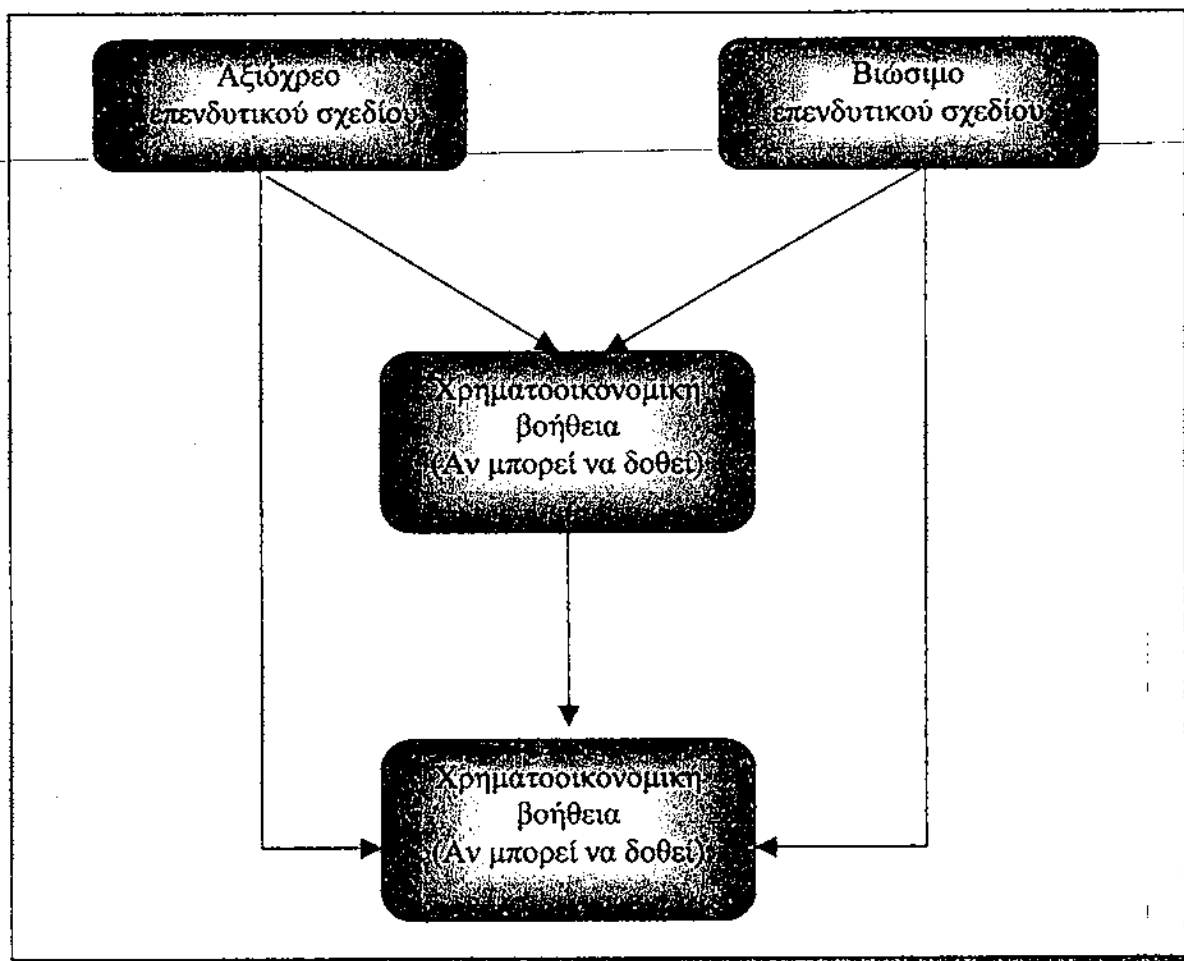 Αξιόχρεο
επενδυτικού σχεδίου
Βιώσιμο
επενδυτικού σχεδίου
Χρηματοοικονομική
βοήθεια
(Αν μπορεί να δοθεί)
Χρηματοοικονομική
βοήθεια
(Αν μπορεί να δοθεί)